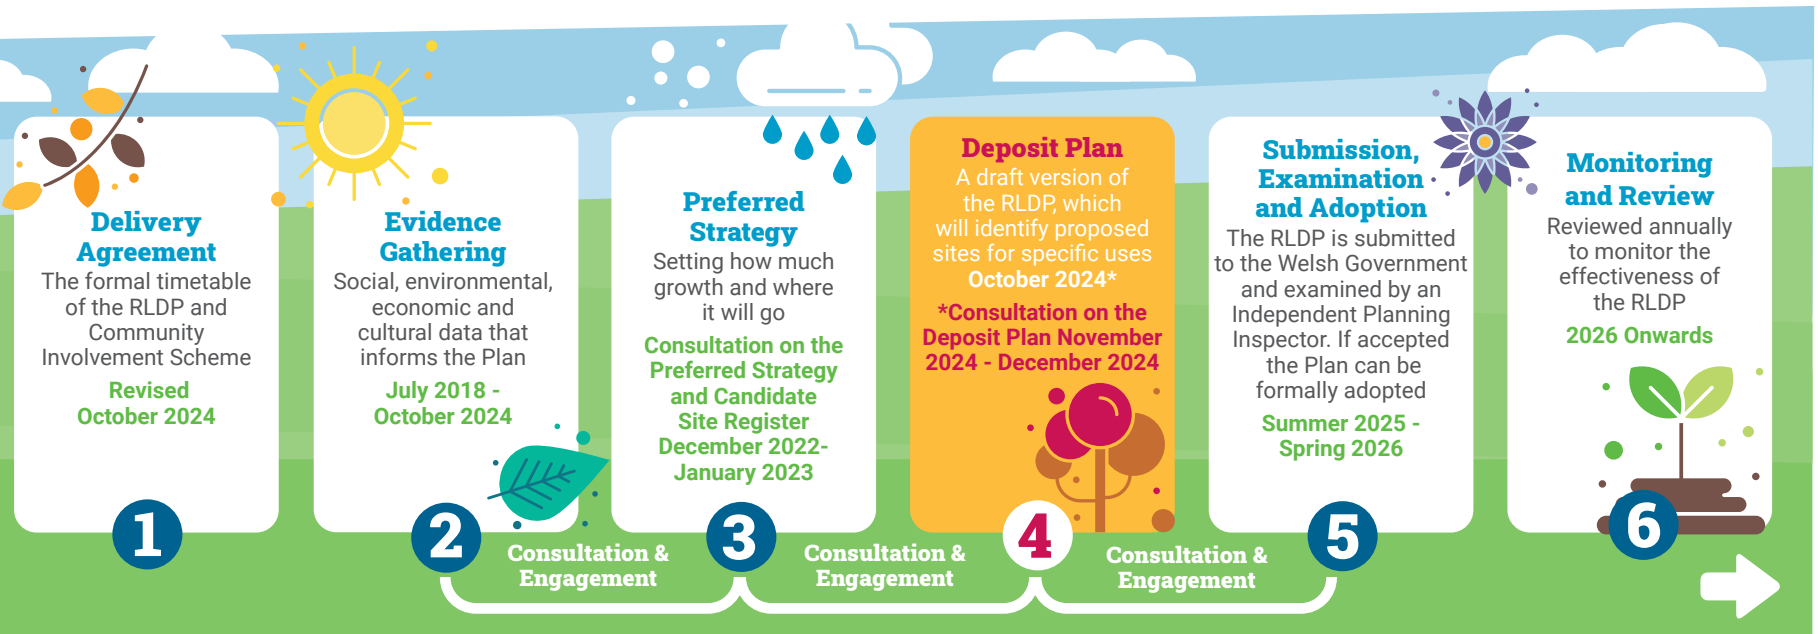 Delivery
Agreement
The formal timetable
of the RLDP and
Community
Involvement Scheme
Revised
October 2024
1
Evidence
Gathering
Social, environmental,
economic and
cultural data that
informs the Plan
July 2018 -
October 2024
2
Preferred
Strategy
Setting how much
growth and where
it will go
Consultation on the
Preferred Strategy
and Candidate
Site Register
December 2022-
January 2023
3
Deposit Plan
A draft version of
the RLDP, which
will identify proposed
sites for specific uses
October 2024*
*Consultation on the
Deposit Plan November
2024 - December 2024
4
Submission,
Examination
and Adoption
The RLDP is submitted
to the Welsh Government
and examined by an
Independent Planning
Inspector. If accepted
the Plan can be
formally adopted
Summer 2025 -
Spring 2026
5
Monitoring
and Review
Reviewed annually
to monitor the
effectiveness of
the RLDP
2026 Onwards
6
Consultation &
Engagement
Consultation &
Engagement
Consultation &
Engagement